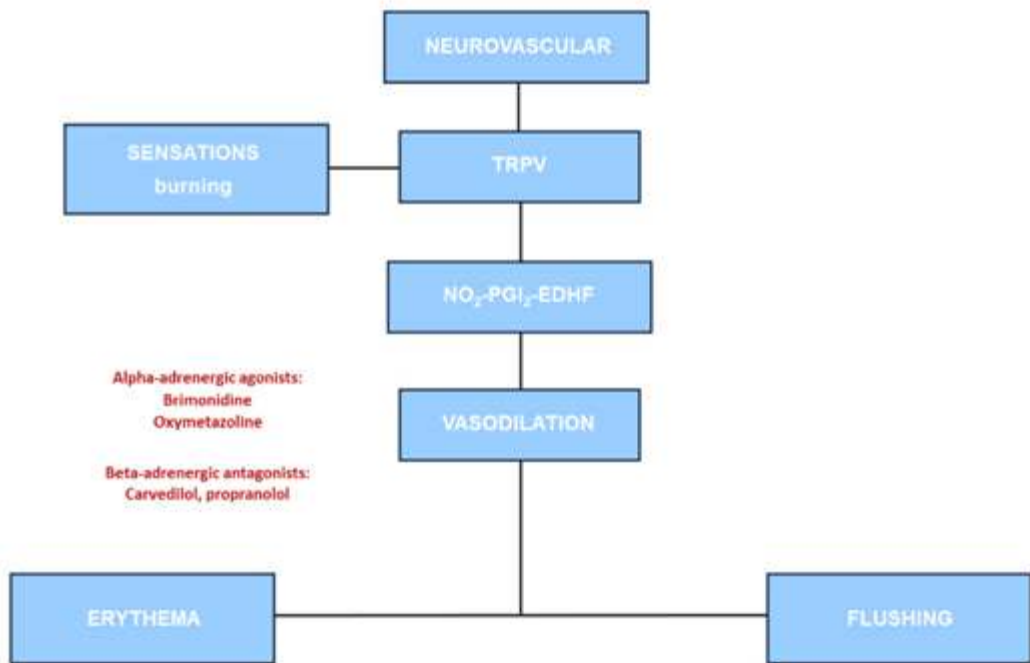 NEUROVASCULAR
SENSATIONS
burning
TRPV
NO₂-PGI₂-EDHF
Alpha-adrenergic agonists:
Brimonidine
Oxymetazoline
VASODILATION
Beta-adrenergic antagonists:
Carvedilol, propranolol
ERYTHEMA
FLUSHING